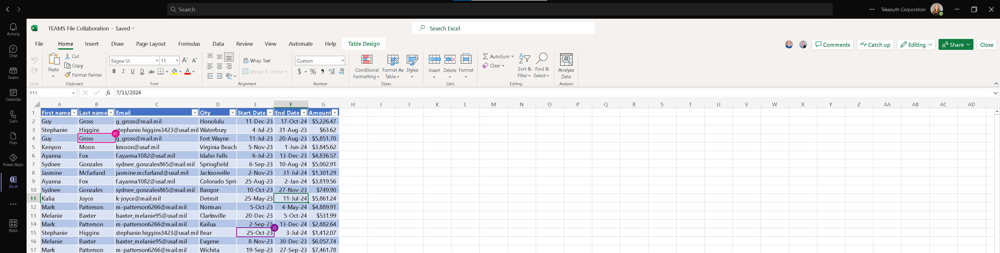 Search
Teksouth Corporation
Activity
Chat
Teams
Calendar
Calls
Files
Power Apps
Excel
Apps
TEAMS File Collaboration - Saved
Search Excel
File Home Insert Draw Page Layout Formulas Data Review View Automate Help Table Design
Comments Catch up Editing Share Close
Undo
Paste Cut Copy Format Painter
Clipboard
Segoe UI 11
B I U D ab A
Font
Wrap Text
Merge & Center
Alignment
Custom
$ % 9 .00
Number
Conditional Formatting Format As Table Styles
Styles
Insert Delete Format
Cells
AutoSum Clear Sort & Filter Find & Select
Editing
Analyze Data
Analysis
F11 fx 7/11/2024
A B C D E F G H I J K L M N O P Q R S T U V W X Y Z AA AB AC AD
1 First name Last name Email City Start Date End Date Amount
2 Guy Gross g_gross@mail.mil Honolulu 11-Dec-23 17-Oct-24 $5,226.47
3 Stephanie Higgins stephanie.higgins3423@usaf.mil Waterbury 4-Jul-23 31-Aug-23 $63.62
BE
4 Guy Gross g_gross@mail.mil Fort Wayne 11-Jul-23 20-Aug-23 $5,851.70
5 Kenyon Moon kmoon@usaf.mil Virginia Beach 5-Nov-23 1-Jun-24 $3,845.62
6 Ayanna Fox f.ayanna1082@usaf.mil Idaho Falls 6-Jul-23 13-Dec-23 $4,836.57
7 Sydnee Gonzales sydnee_gonzales865@mail.mil Springfield 6-Sep-23 10-Aug-24 $5,002.91
8 Jasmine Mcfarland jasmine.mcfarland@usaf.mil Jacksonville 2-Nov-23 31-Jul-24 $1,301.29
9 Ayanna Fox f.ayanna1082@usaf.mil Colorado Spri 25-Aug-23 2-Jan-24 $3,819.56
10 Sydnee Gonzales sydnee_gonzales865@mail.mil Bangor 10-Oct-23 27-Nov-23 $749.90
11 Kalia Joyce k-joyce@mail.mil Detroit 25-May-23 11-Jul-24 $5,861.24
12 Mark Patterson m-patterson6266@mail.mil Norman 5-Oct-23 4-May-24 $4,889.91
13 Melanie Baxter baxter_melanie95@usaf.mil Clarksville 20-Dec-23 5-Oct-24 $531.99
14 Mark Patterson m-patterson6266@mail.mil Kailua 2-Sep-23 13-Dec-24 $2,882.64
JO
15 Stephanie Higgins stephanie.higgins3423@usaf.mil Bear 25-Oct-23 3-Jul-24 $1,412.07
16 Melanie Baxter baxter_melanie95@usaf.mil Eugene 8-Nov-23 30-Dec-23 $6,057.74
17 Mark Patterson m-patterson6266@mail.mil Wichita 19-Sep-23 27-Sep-23 $7,461.78